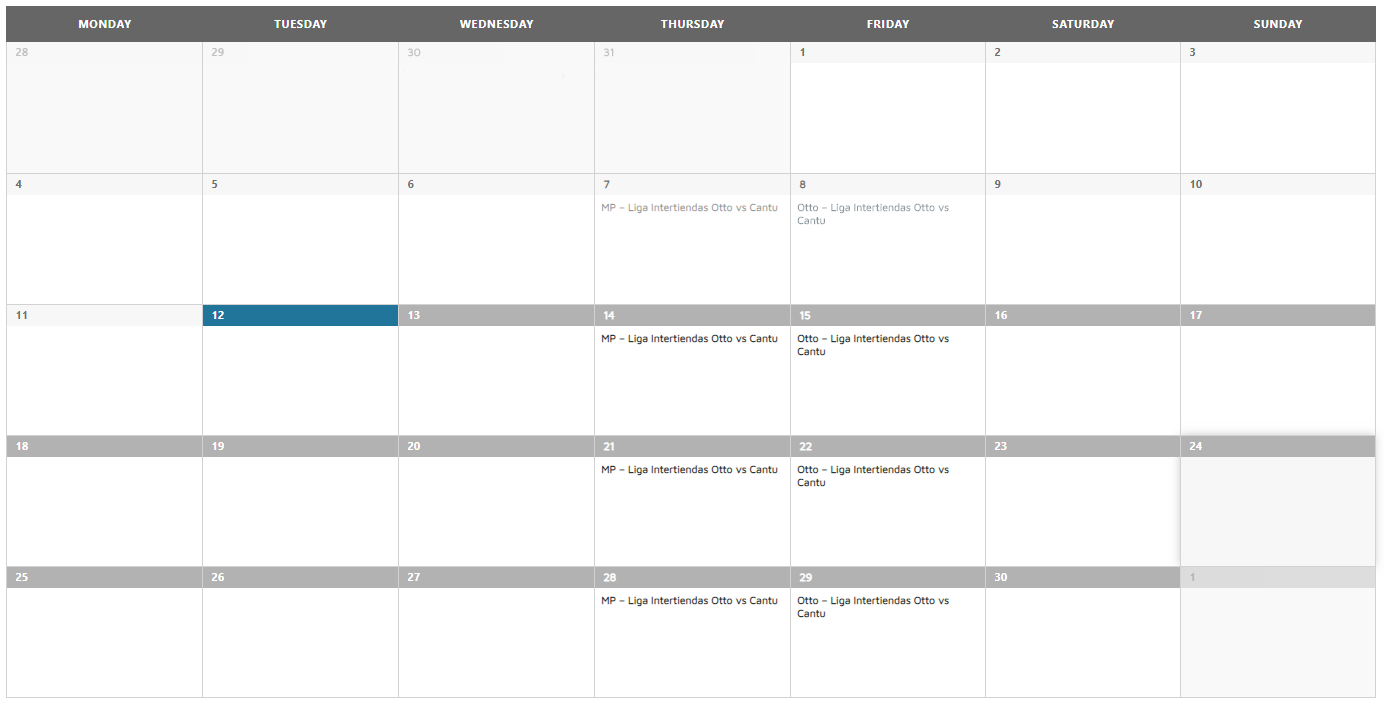 MONDAY TUESDAY WEDNESDAY THURSDAY FRIDAY SATURDAY SUNDAY
28 29 30 31 1 2 3
4 5 6 7 8 9 10
MP – Liga Intertiendas Otto vs Cantu
Otto – Liga Intertiendas Otto vs
Cantu
11 12 13 14 15 16 17
MP – Liga Intertiendas Otto vs Cantu
Otto – Liga Intertiendas Otto vs
Cantu
18 19 20 21 22 23 24
MP – Liga Intertiendas Otto vs Cantu
Otto – Liga Intertiendas Otto vs
Cantu
25 26 27 28 29 30 1
MP – Liga Intertiendas Otto vs Cantu
Otto – Liga Intertiendas Otto vs
Cantu